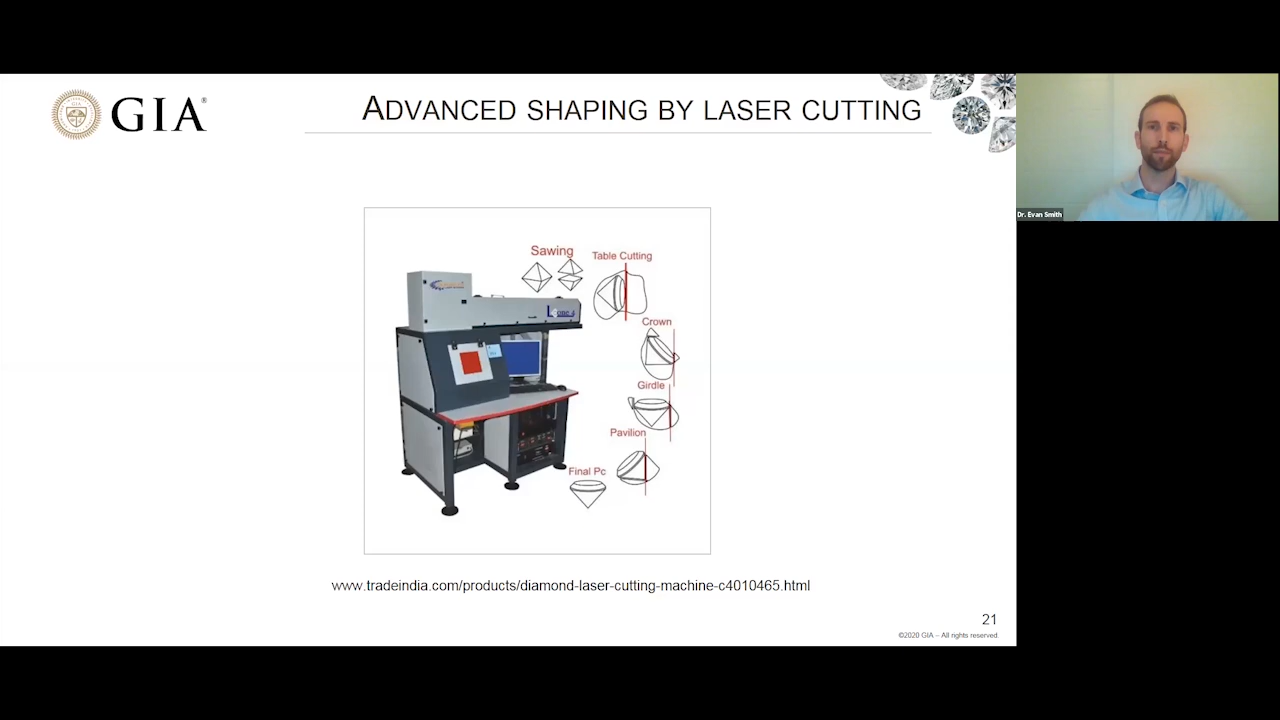 GIA®
ADVANCED SHAPING BY LASER CUTTING
Dr. Evan Smith
Sawing
Table Cutting
Crown
Girdle
Pavilion
Final Pc
www.tradeindia.com/products/diamond-laser-cutting-machine-c4010465.html
21
©2020 GIA – All rights reserved